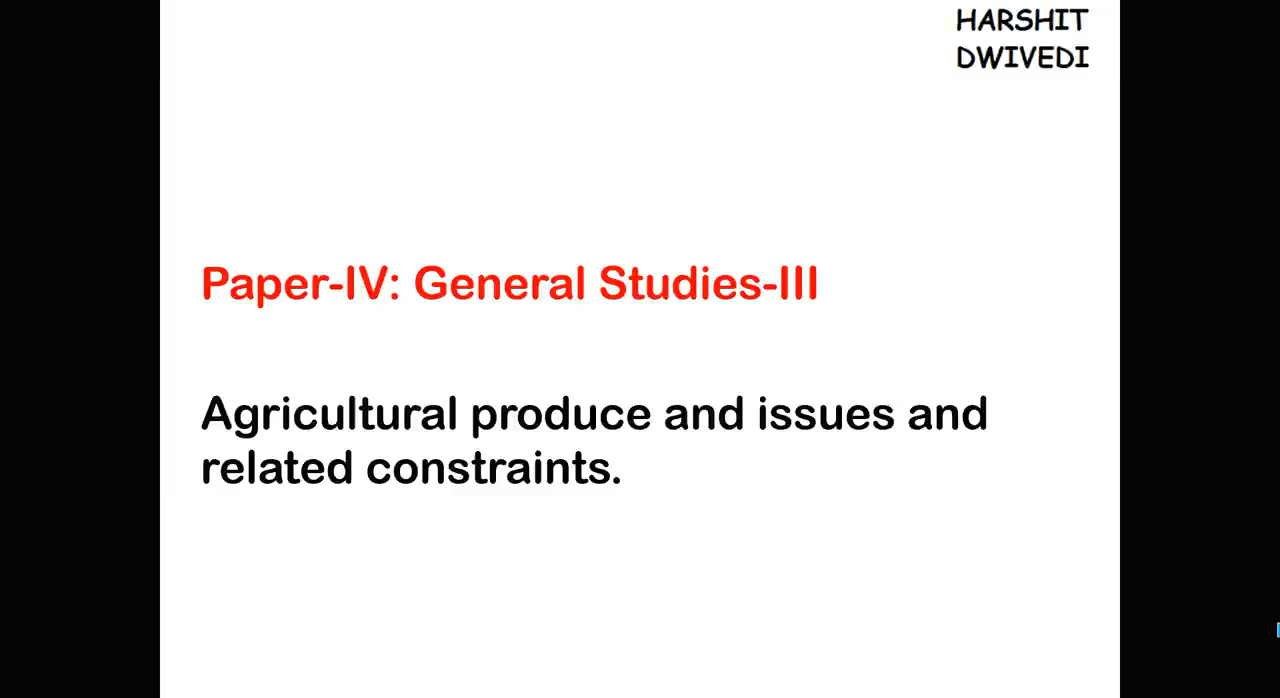 HARSHIT
DWIVEDI
Paper-IV: General Studies-III
Agricultural produce and issues and
related constraints.